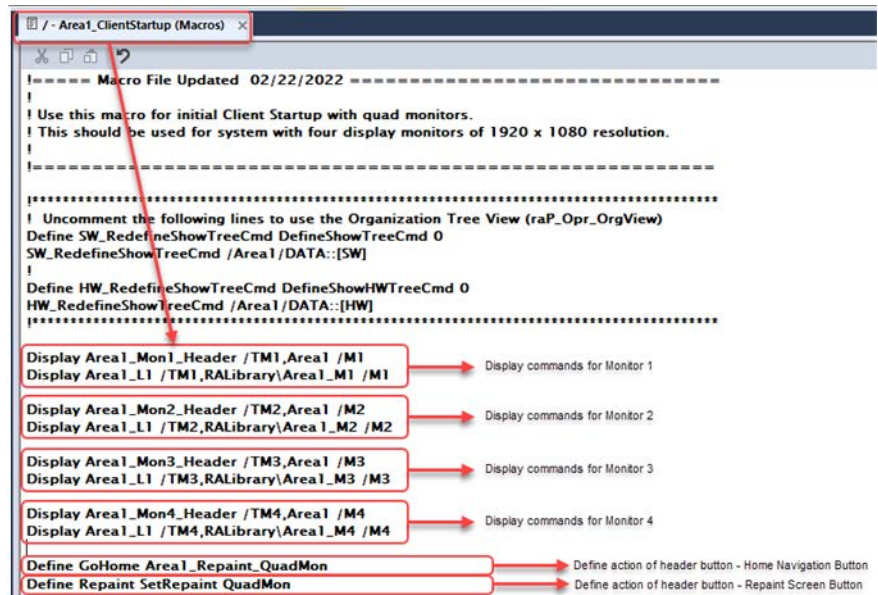 / - Area1_ClientStartup (Macros) ×
!===== Macro File Updated 02/22/2022 ========================
!
! Use this macro for initial Client Startup with quad monitors.
! This should be used for system with four display monitors of 1920 x 1080 resolution.
!
!============================================
!******************************************************************************
! Uncomment the following lines to use the Organization Tree View (raP_Opr_OrgView)
Define SW_RedefineShowTreeCmd DefineShowTreeCmd 0
SW_RedefineShowTreeCmd /Area1/DATA::[SW]
!
Define HW_RedefineShowTreeCmd DefineShowHWTreeCmd 0
HW_RedefineShowTreeCmd /Area1/DATA::[HW]
!******************************************************************************
Display Area1_Mon1_Header /TM1,Area1 /M1
Display Area1_L1 /TM1,RALibrary\Area1_M1 /M1
Display commands for Monitor 1
Display Area1_Mon2_Header /TM2,Area1 /M2
Display Area1_L1 /TM2,RALibrary\Area1_M2 /M2
Display commands for Monitor 2
Display Area1_Mon3_Header /TM3,Area1 /M3
Display Area1_L1 /TM3,RALibrary\Area1_M3 /M3
Display commands for Monitor 3
Display Area1_Mon4_Header /TM4,Area1 /M4
Display Area1_L1 /TM4,RALibrary\Area1_M4 /M4
Display commands for Monitor 4
Define GoHome Area1_Repaint_QuadMon
Define action of header button - Home Navigation Button
Define Repaint SetRepaint QuadMon
Define action of header button - Repaint Screen Button